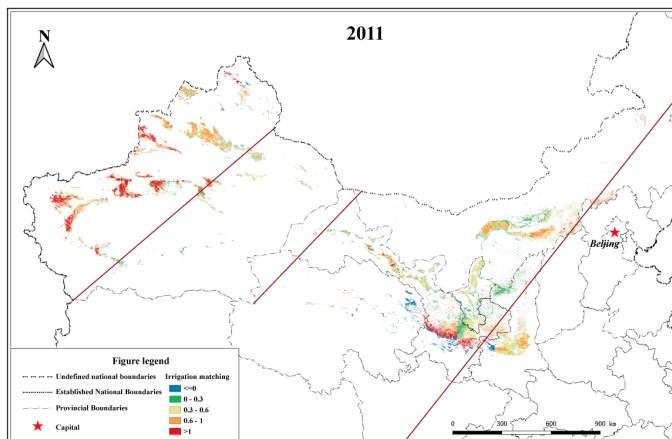 2011
N
Beijing
Figure legend
Undefined national boundaries
Irrigation matching
Established National Boundaries
<=0
0 - 0.3
Provincial Boundaries
0.3 - 0.6
0.6 - 1
Capital
>1
0 300 600 900 km